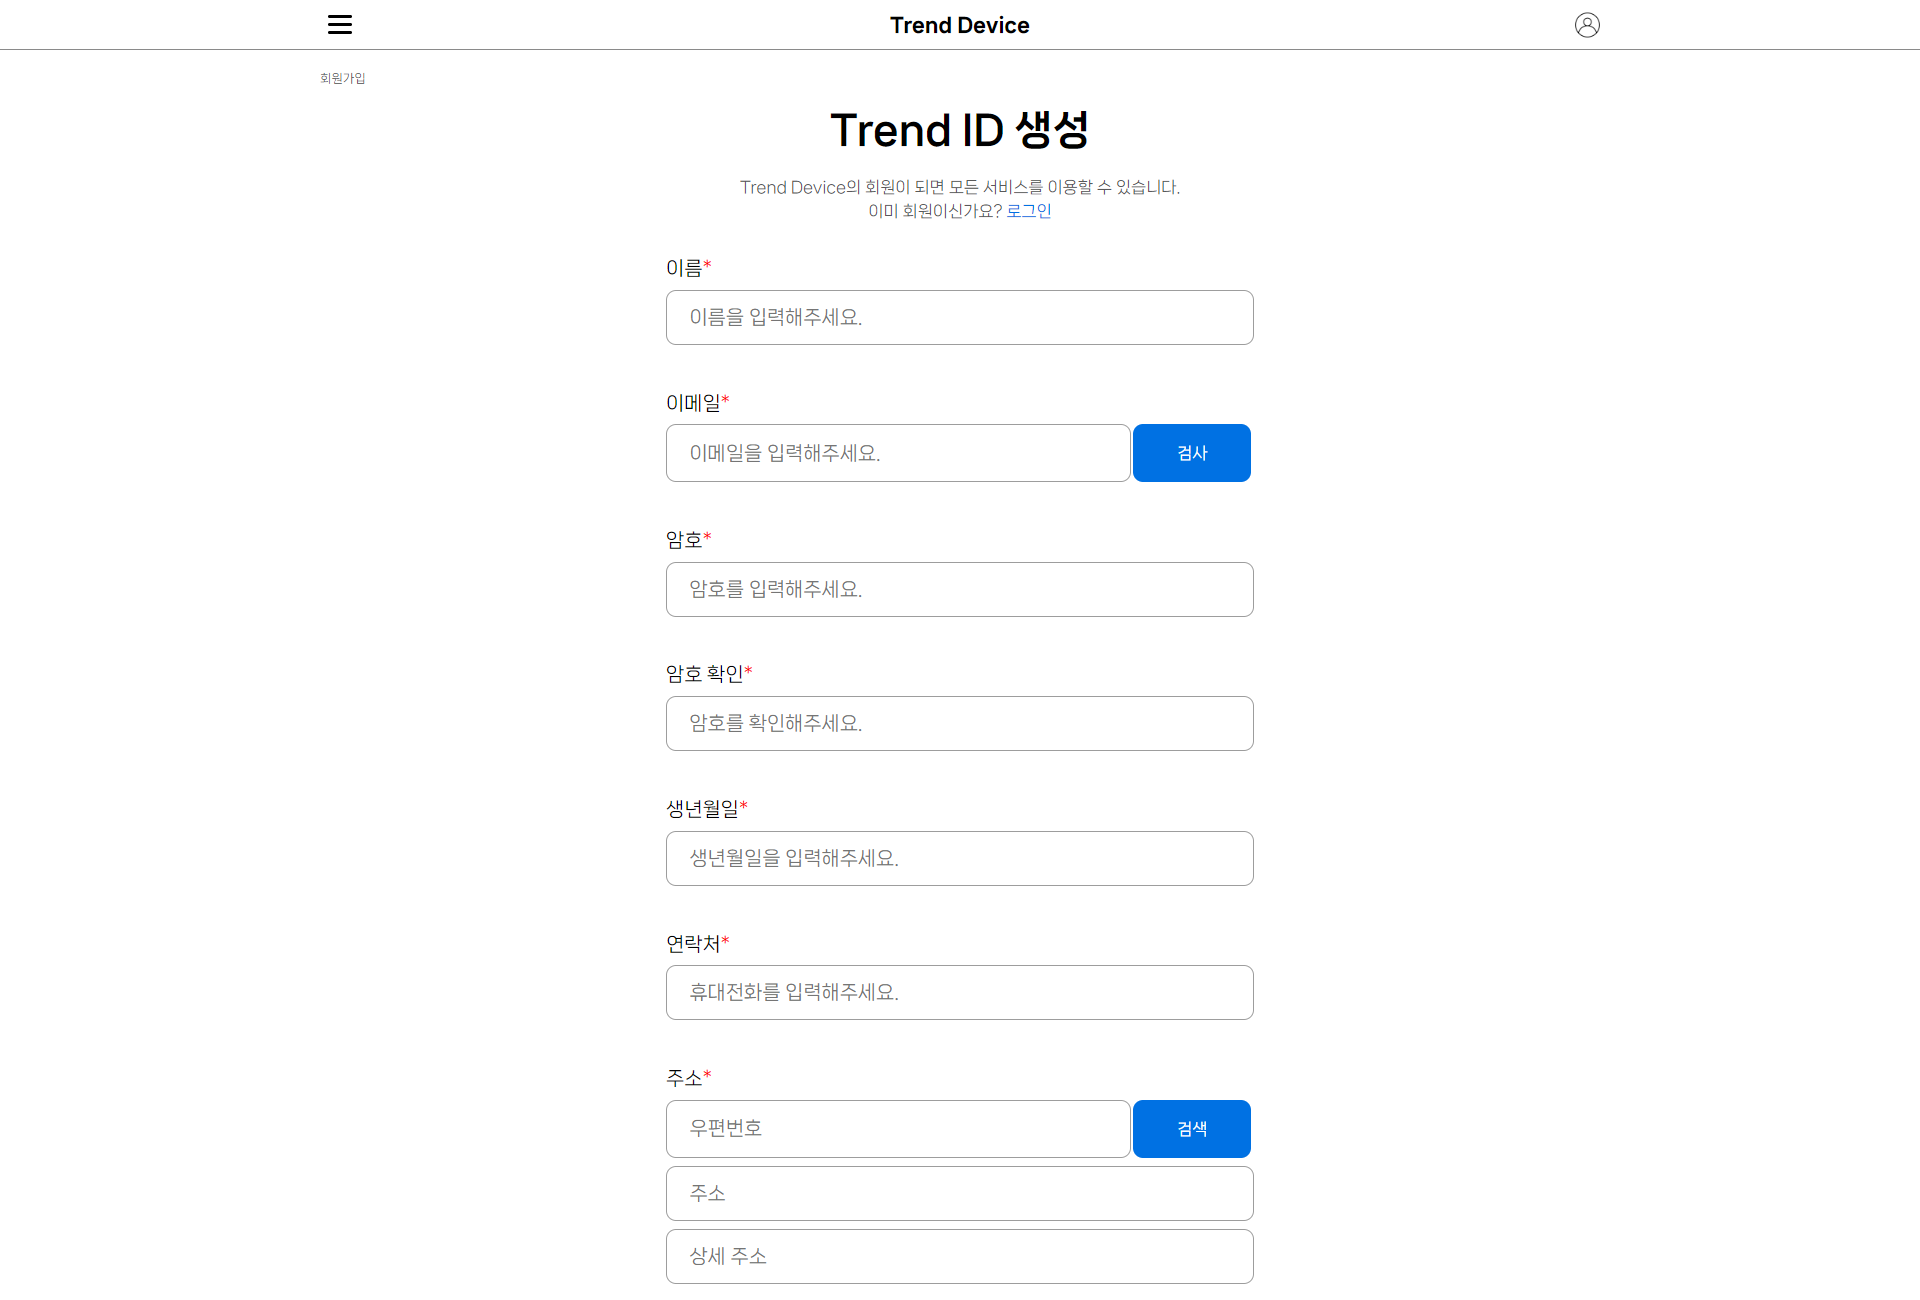 Trend Device
회원가입
Trend ID 생성
Trend Device의 회원이 되면 모든 서비스를 이용할 수 있습니다.
이미 회원이신가요? 로그인
이름*
이름을 입력해주세요.
이메일*
이메일을 입력해주세요. 검사
암호*
암호를 입력해주세요.
암호 확인*
암호를 확인해주세요.
생년월일*
생년월일을 입력해주세요.
연락처*
휴대전화를 입력해주세요.
주소*
우편번호 검색
주소
상세 주소